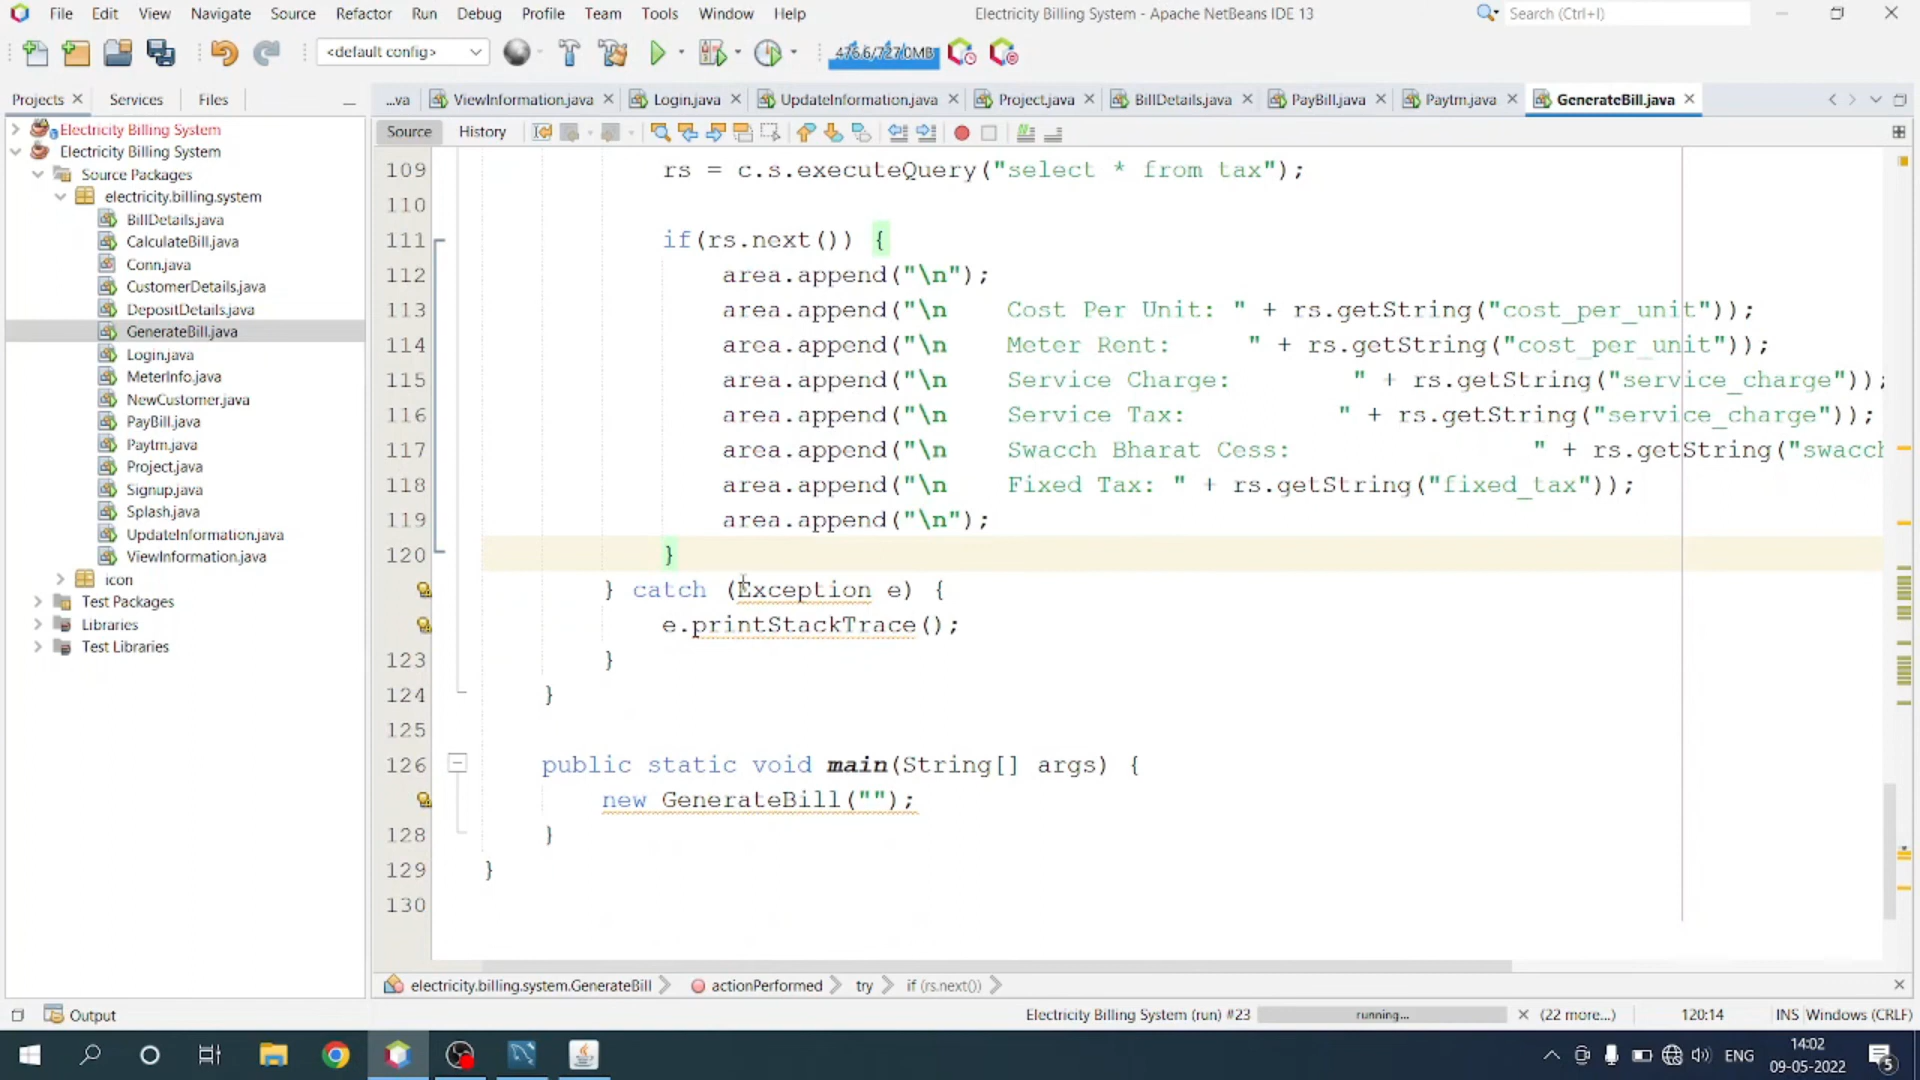 File Edit View Navigate Source Refactor Run Debug Profile Team Tools Window Help
Electricity Billing System - Apache NetBeans IDE 13
Search (Ctrl+I)
<default config>
476.6/727.0MB
Projects Services Files
...va ViewInformation.java Login.java UpdateInformation.java Project.java BillDetails.java PayBill.java Paytm.java GenerateBill.java
Source History
Electricity Billing System
Electricity Billing System
Source Packages
electricity.billing.system
BillDetails.java
CalculateBill.java
Conn.java
CustomerDetails.java
DepositDetails.java
GenerateBill.java
Login.java
MeterInfo.java
NewCustomer.java
PayBill.java
Paytm.java
Project.java
Signup.java
Splash.java
UpdateInformation.java
ViewInformation.java
icon
Test Packages
Libraries
Test Libraries
109 rs = c.s.executeQuery("select * from tax");
110
111 if(rs.next()) {
112 area.append("\n");
113 area.append("\n    Cost Per Unit: " + rs.getString("cost_per_unit"));
114 area.append("\n    Meter Rent:     " + rs.getString("cost_per_unit"));
115 area.append("\n    Service Charge:        " + rs.getString("service_charge"));
116 area.append("\n    Service Tax:          " + rs.getString("service_charge"));
117 area.append("\n    Swacch Bharat Cess:                " + rs.getString("swacch
118 area.append("\n    Fixed Tax: " + rs.getString("fixed_tax"));
119 area.append("\n");
120 }
} catch (Exception e) {
e.printStackTrace();
123 }
124 }
125
126 public static void main(String[] args) {
new GenerateBill("");
128 }
129 }
130
electricity.billing.system.GenerateBill actionPerformed try if (rs.next())
Output
Electricity Billing System (run) #23 running... (22 more...) 120:14 INS Windows (CRLF)
ENG
14:02
09-05-2022
5